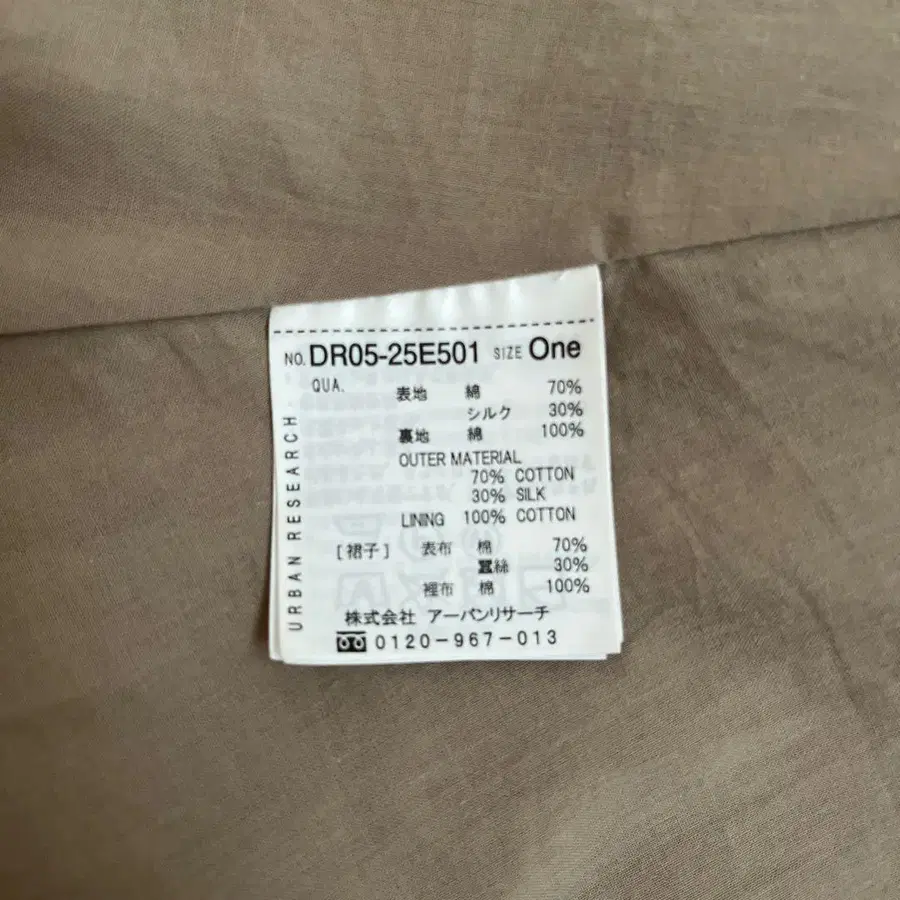 NO. DR05-25E501 SIZE One
QUA. 表地 綿 70%
シルク 30%
裏地 綿 100%
OUTER MATERIAL
70% COTTON
30% SILK
LINING 100% COTTON
[裙子] 表布 棉 70%
蠶絲 30%
裡布 棉 100%
株式会社 アーバンリサーチ
0120-967-013
URBAN RESEARCH